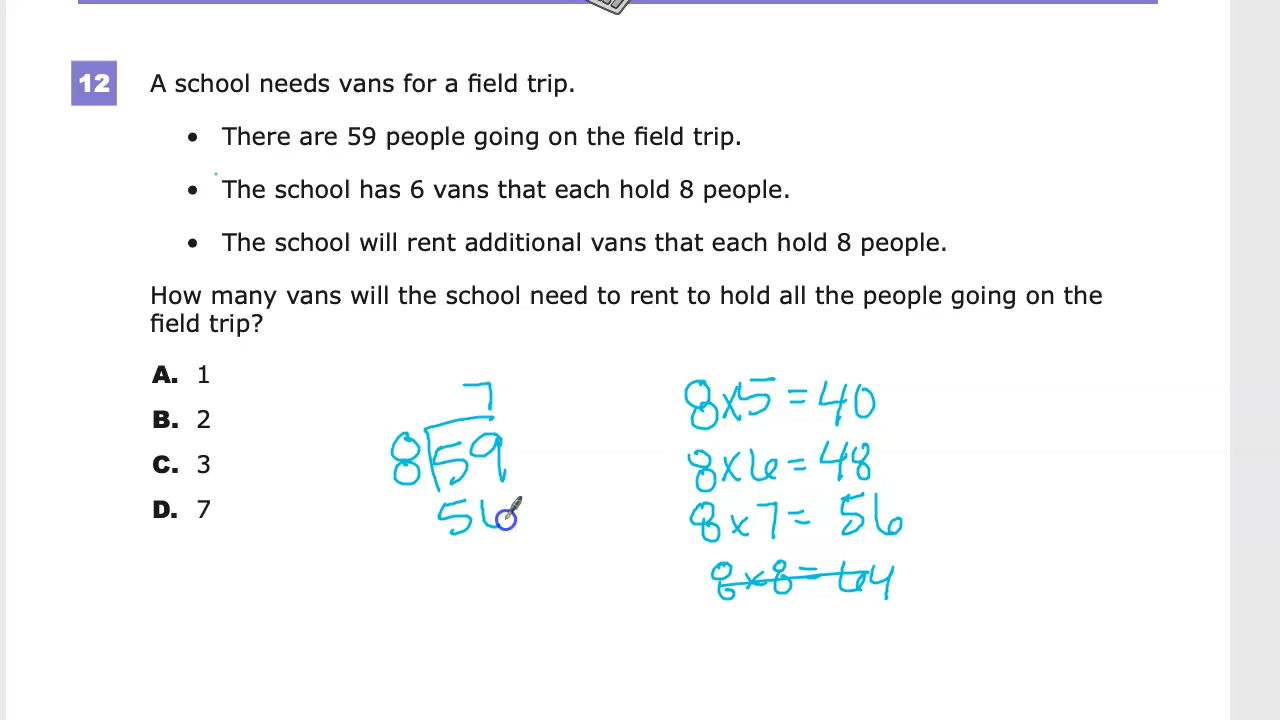 12 A school needs vans for a field trip.
• There are 59 people going on the field trip.
• The school has 6 vans that each hold 8 people.
• The school will rent additional vans that each hold 8 people.
How many vans will the school need to rent to hold all the people going on the
field trip?
A. 1
B. 2
C. 3
D. 7
7
8 59
56
8x5=40
8x6=48
8x7=56
8x8=64